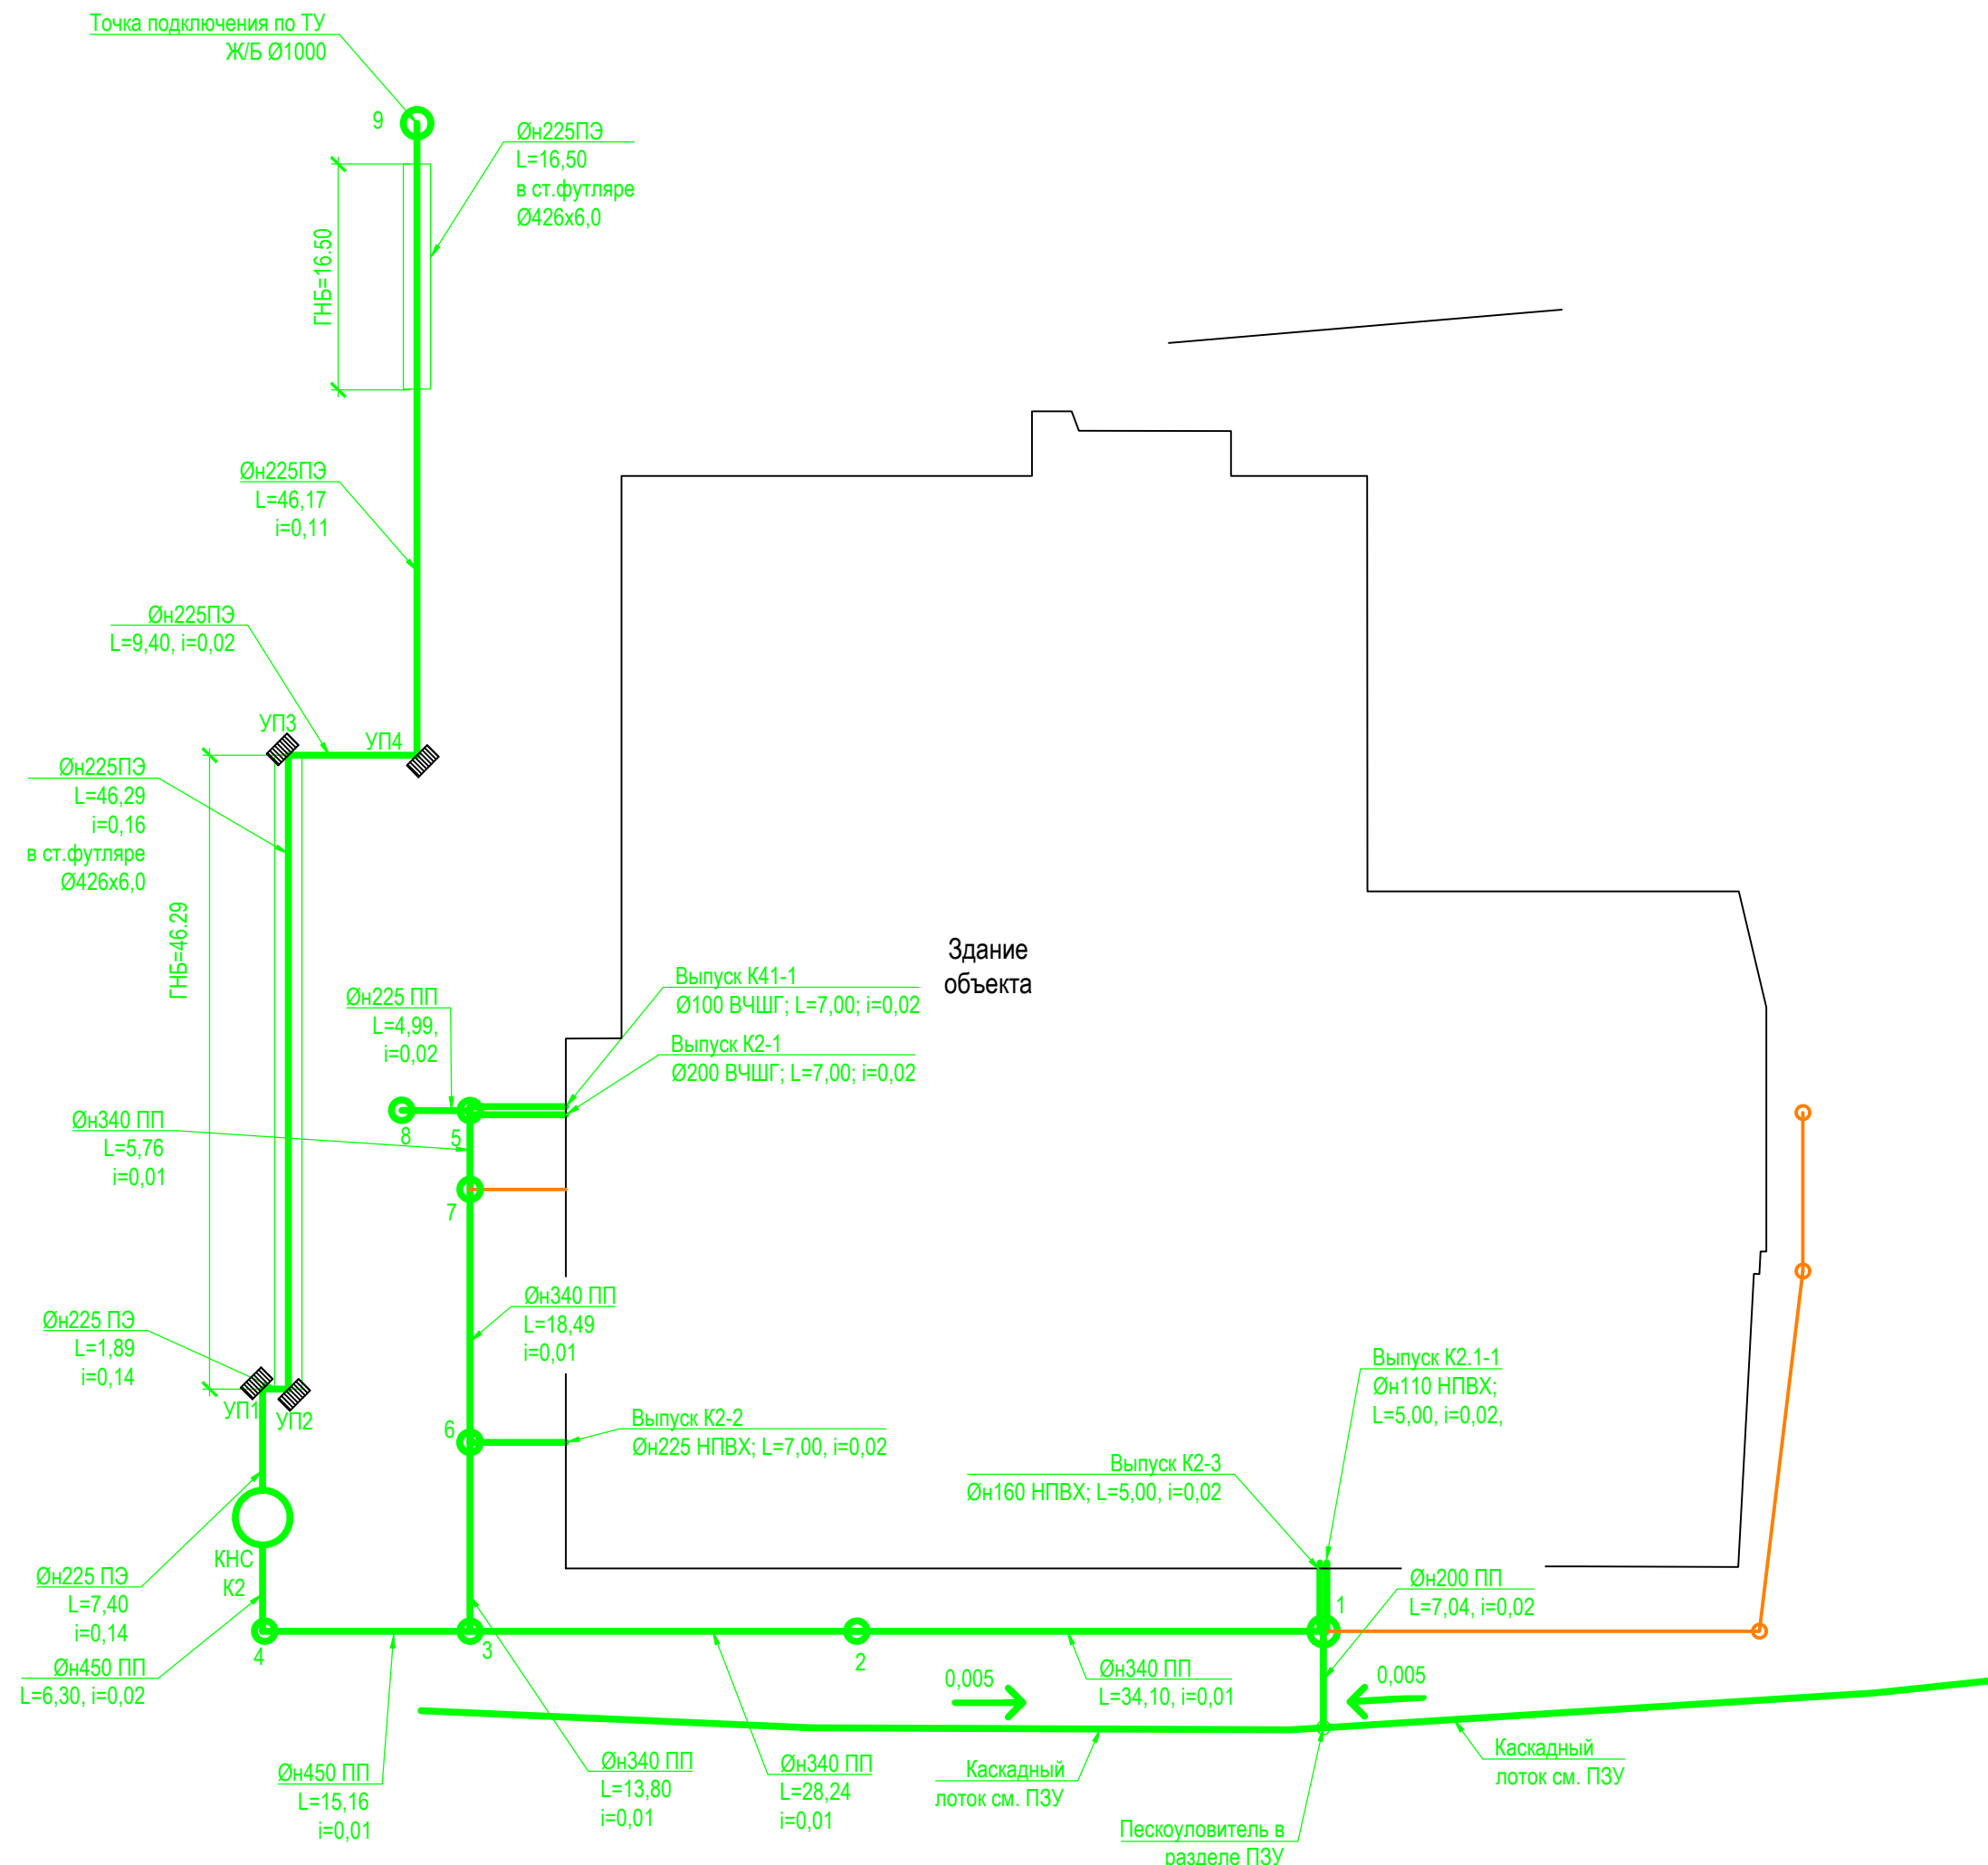 Точка подключения по ТУ
Ж/Б Ø1000
9
Øн225ПЭ
L=16,50
в ст.футляре
Ø426х6,0
ГНБ=16.50
Øн225ПЭ
L=46,17
i=0,11
Øн225ПЭ
L=9,40, i=0,02
УП3
УП4
Øн225ПЭ
L=46,29
i=0,16
в ст.футляре
Ø426х6,0
ГНБ=46.29
Здание
объекта
Выпуск К41-1
Ø100 ВЧШГ; L=7,00; i=0,02
Выпуск К2-1
Ø200 ВЧШГ; L=7,00; i=0,02
Øн225 ПП
L=4,99,
i=0,02
8
5
Øн340 ПП
L=5,76
i=0,01
7
Øн340 ПП
L=18,49
i=0,01
Øн225 ПЭ
L=1,89
i=0,14
УП1
УП2
6
Выпуск К2-2
Øн225 НПВХ; L=7,00, i=0,02
Выпуск К2.1-1
Øн110 НПВХ;
L=5,00, i=0,02,
Выпуск К2-3
Øн160 НПВХ; L=5,00, i=0,02
КНС
К2
Øн225 ПЭ
L=7,40
i=0,14
Øн450 ПП
L=6,30, i=0,02
4
3
2
1
Øн200 ПП
L=7,04, i=0,02
Øн340 ПП
L=34,10, i=0,01
0,005
0,005
Øн450 ПП
L=15,16
i=0,01
Øн340 ПП
L=13,80
i=0,01
Øн340 ПП
L=28,24
i=0,01
Каскадный
лоток см. ПЗУ
Каскадный
лоток см. ПЗУ
Пескоуловитель в
разделе ПЗУ